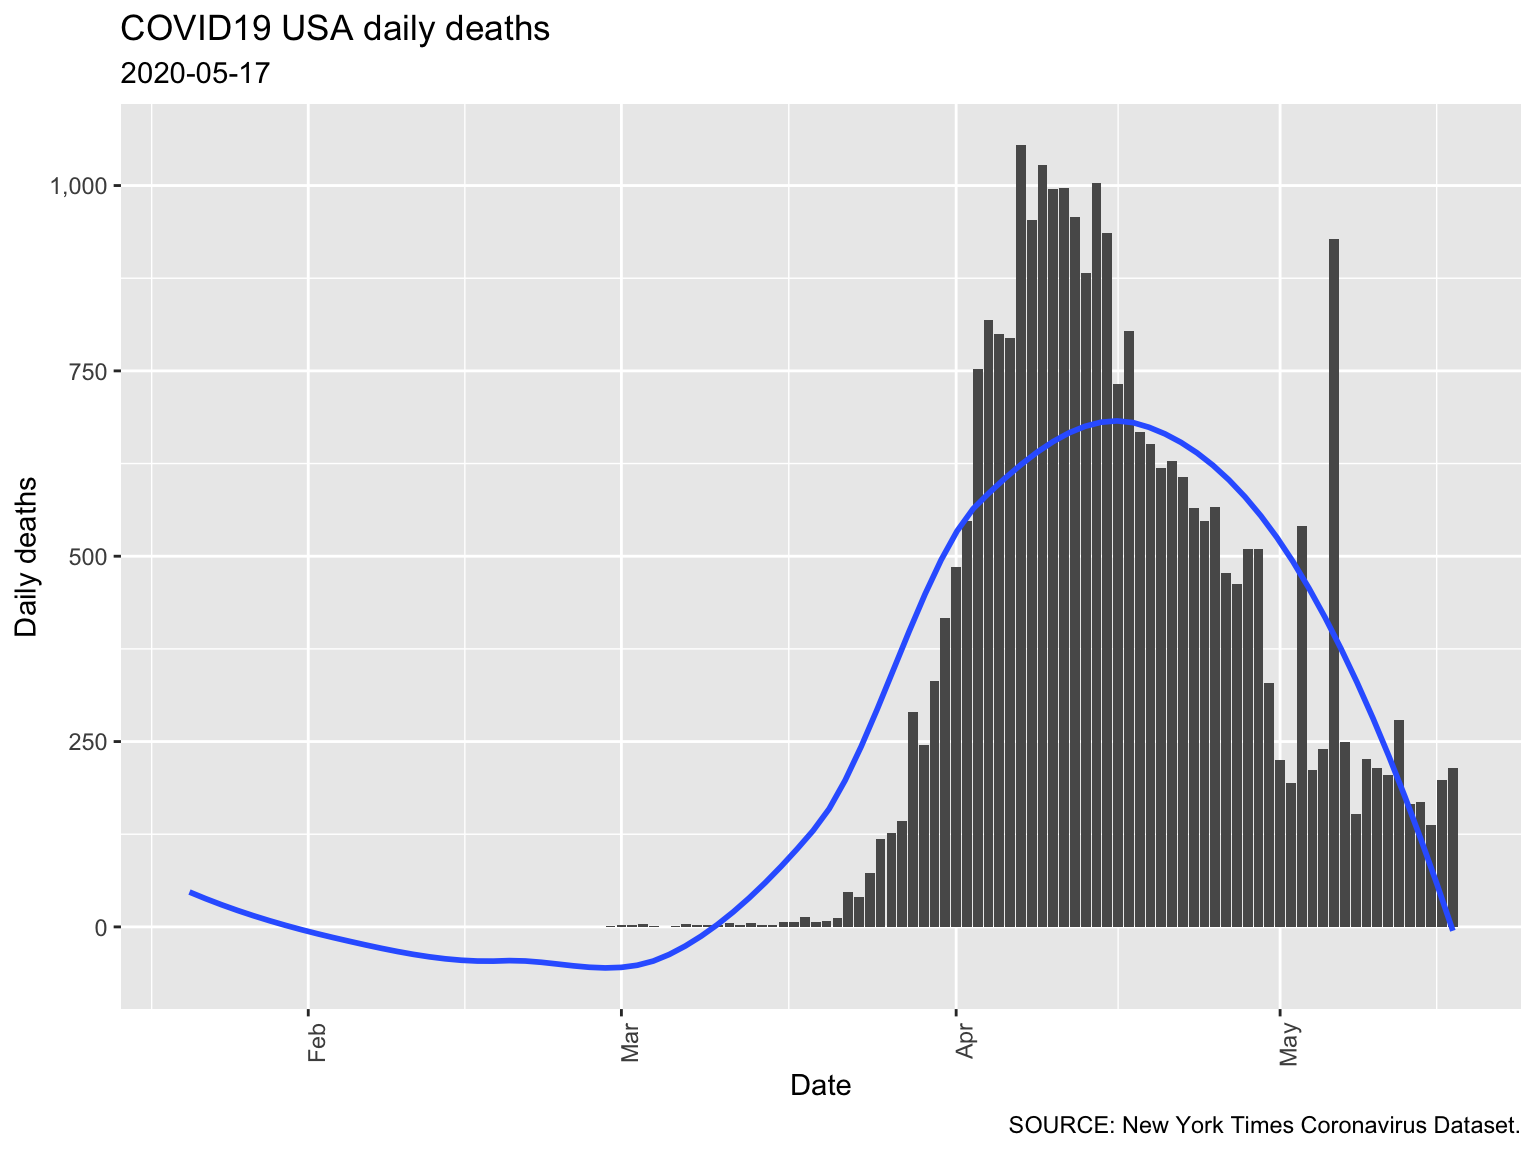 COVID19 USA daily deaths
2020-05-17
1,000
750
500
250
0
Daily deaths
Feb
Mar
Apr
May
Date
SOURCE: New York Times Coronavirus Dataset.